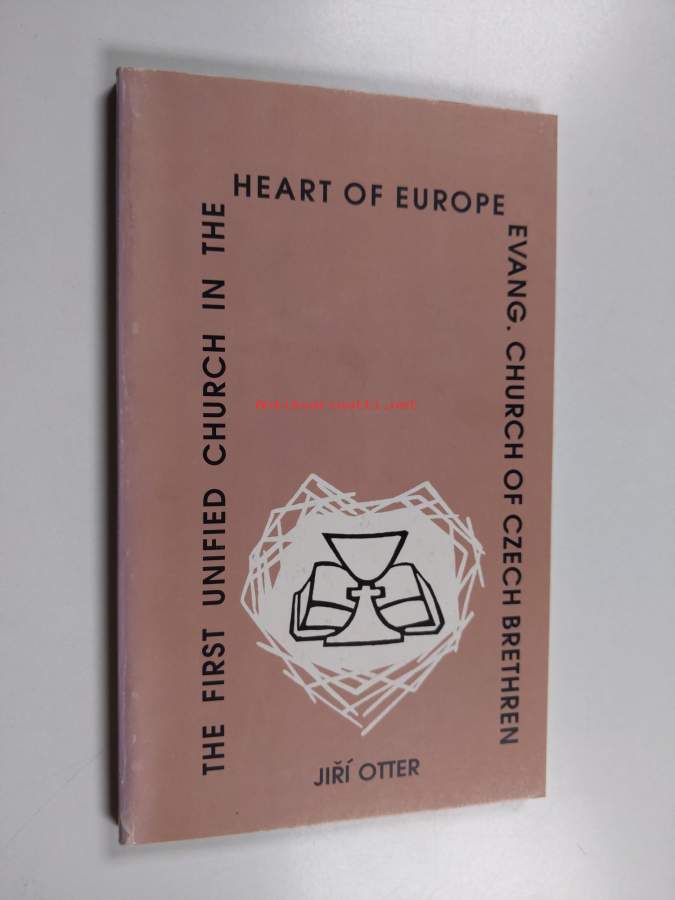 THE FIRST UNIFIED CHURCH IN THE
HEART OF EUROPE
EVANG. CHURCH OF CZECH BRETHREN
JIŘÍ OTTER